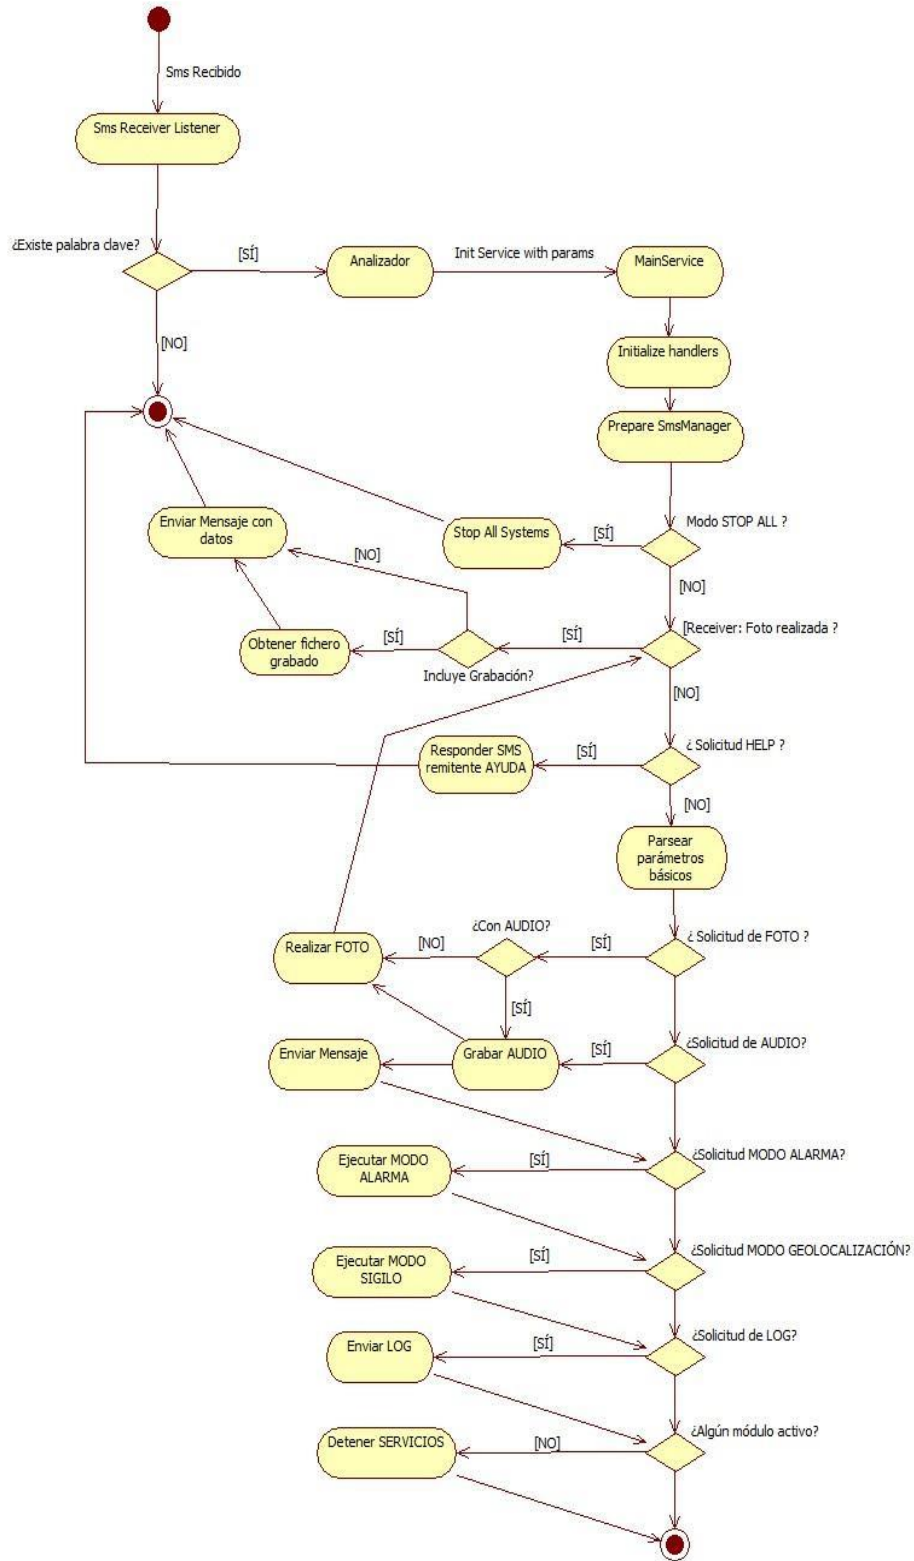 Sms Recibido
Sms Receiver Listener
¿Existe palabra clave?
[SÍ]
Analizador
Init Service with params
MainService
[NO]
Initialize handlers
Prepare SmsManager
Enviar Mensaje con
datos
[NO]
Stop All Systems
[SÍ]
Modo STOP ALL ?
[NO]
Obtener fichero
grabado
[SÍ]
Incluye Grabación?
[SÍ]
[Receiver: Foto realizada ?
[NO]
Responder SMS
remitente AYUDA
[SÍ]
¿ Solicitud HELP ?
[NO]
Parsear
parámetros
básicos
Realizar FOTO
[NO]
¿Con AUDIO?
[SÍ]
¿ Solicitud de FOTO ?
[SÍ]
Enviar Mensaje
Grabar AUDIO
[SÍ]
¿Solicitud de AUDIO?
Ejecutar MODO
ALARMA
[SÍ]
¿Solicitud MODO ALARMA?
Ejecutar MODO
SIGILO
[SÍ]
¿Solicitud MODO GEOLOCALIZACIÓN?
Enviar LOG
[SÍ]
¿Solicitud de LOG?
Detener SERVICIOS
[NO]
¿Algún módulo activo?